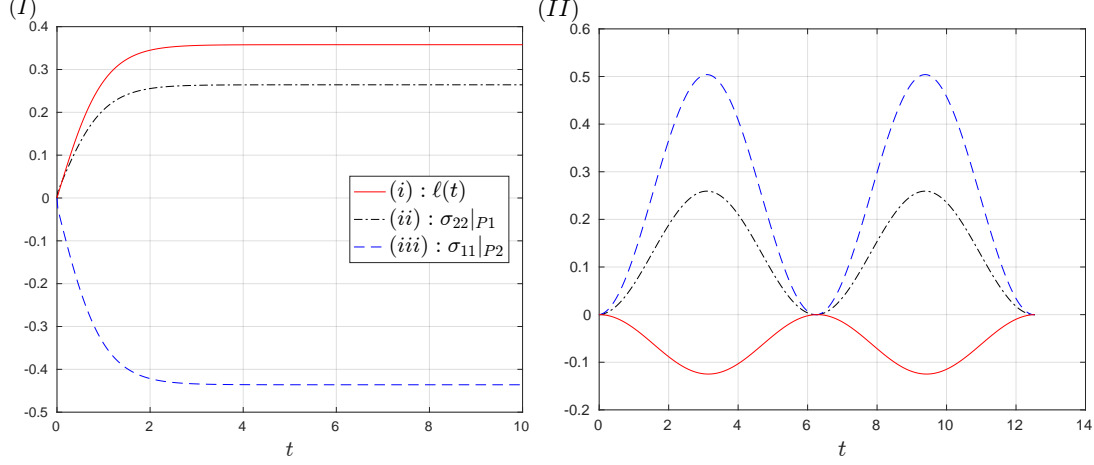 (I)
0.4
0.3
0.2
0.1
0
-0.1
-0.2
-0.3
-0.4
-0.5
0 2 4 6 8 10
t
(i) : ℓ(t)
(ii) : σ₂₂|P1
(iii) : σ₁₁|P2
(II)
0.6
0.5
0.4
0.3
0.2
0.1
0
-0.1
-0.2
0 2 4 6 8 10 12 14
t